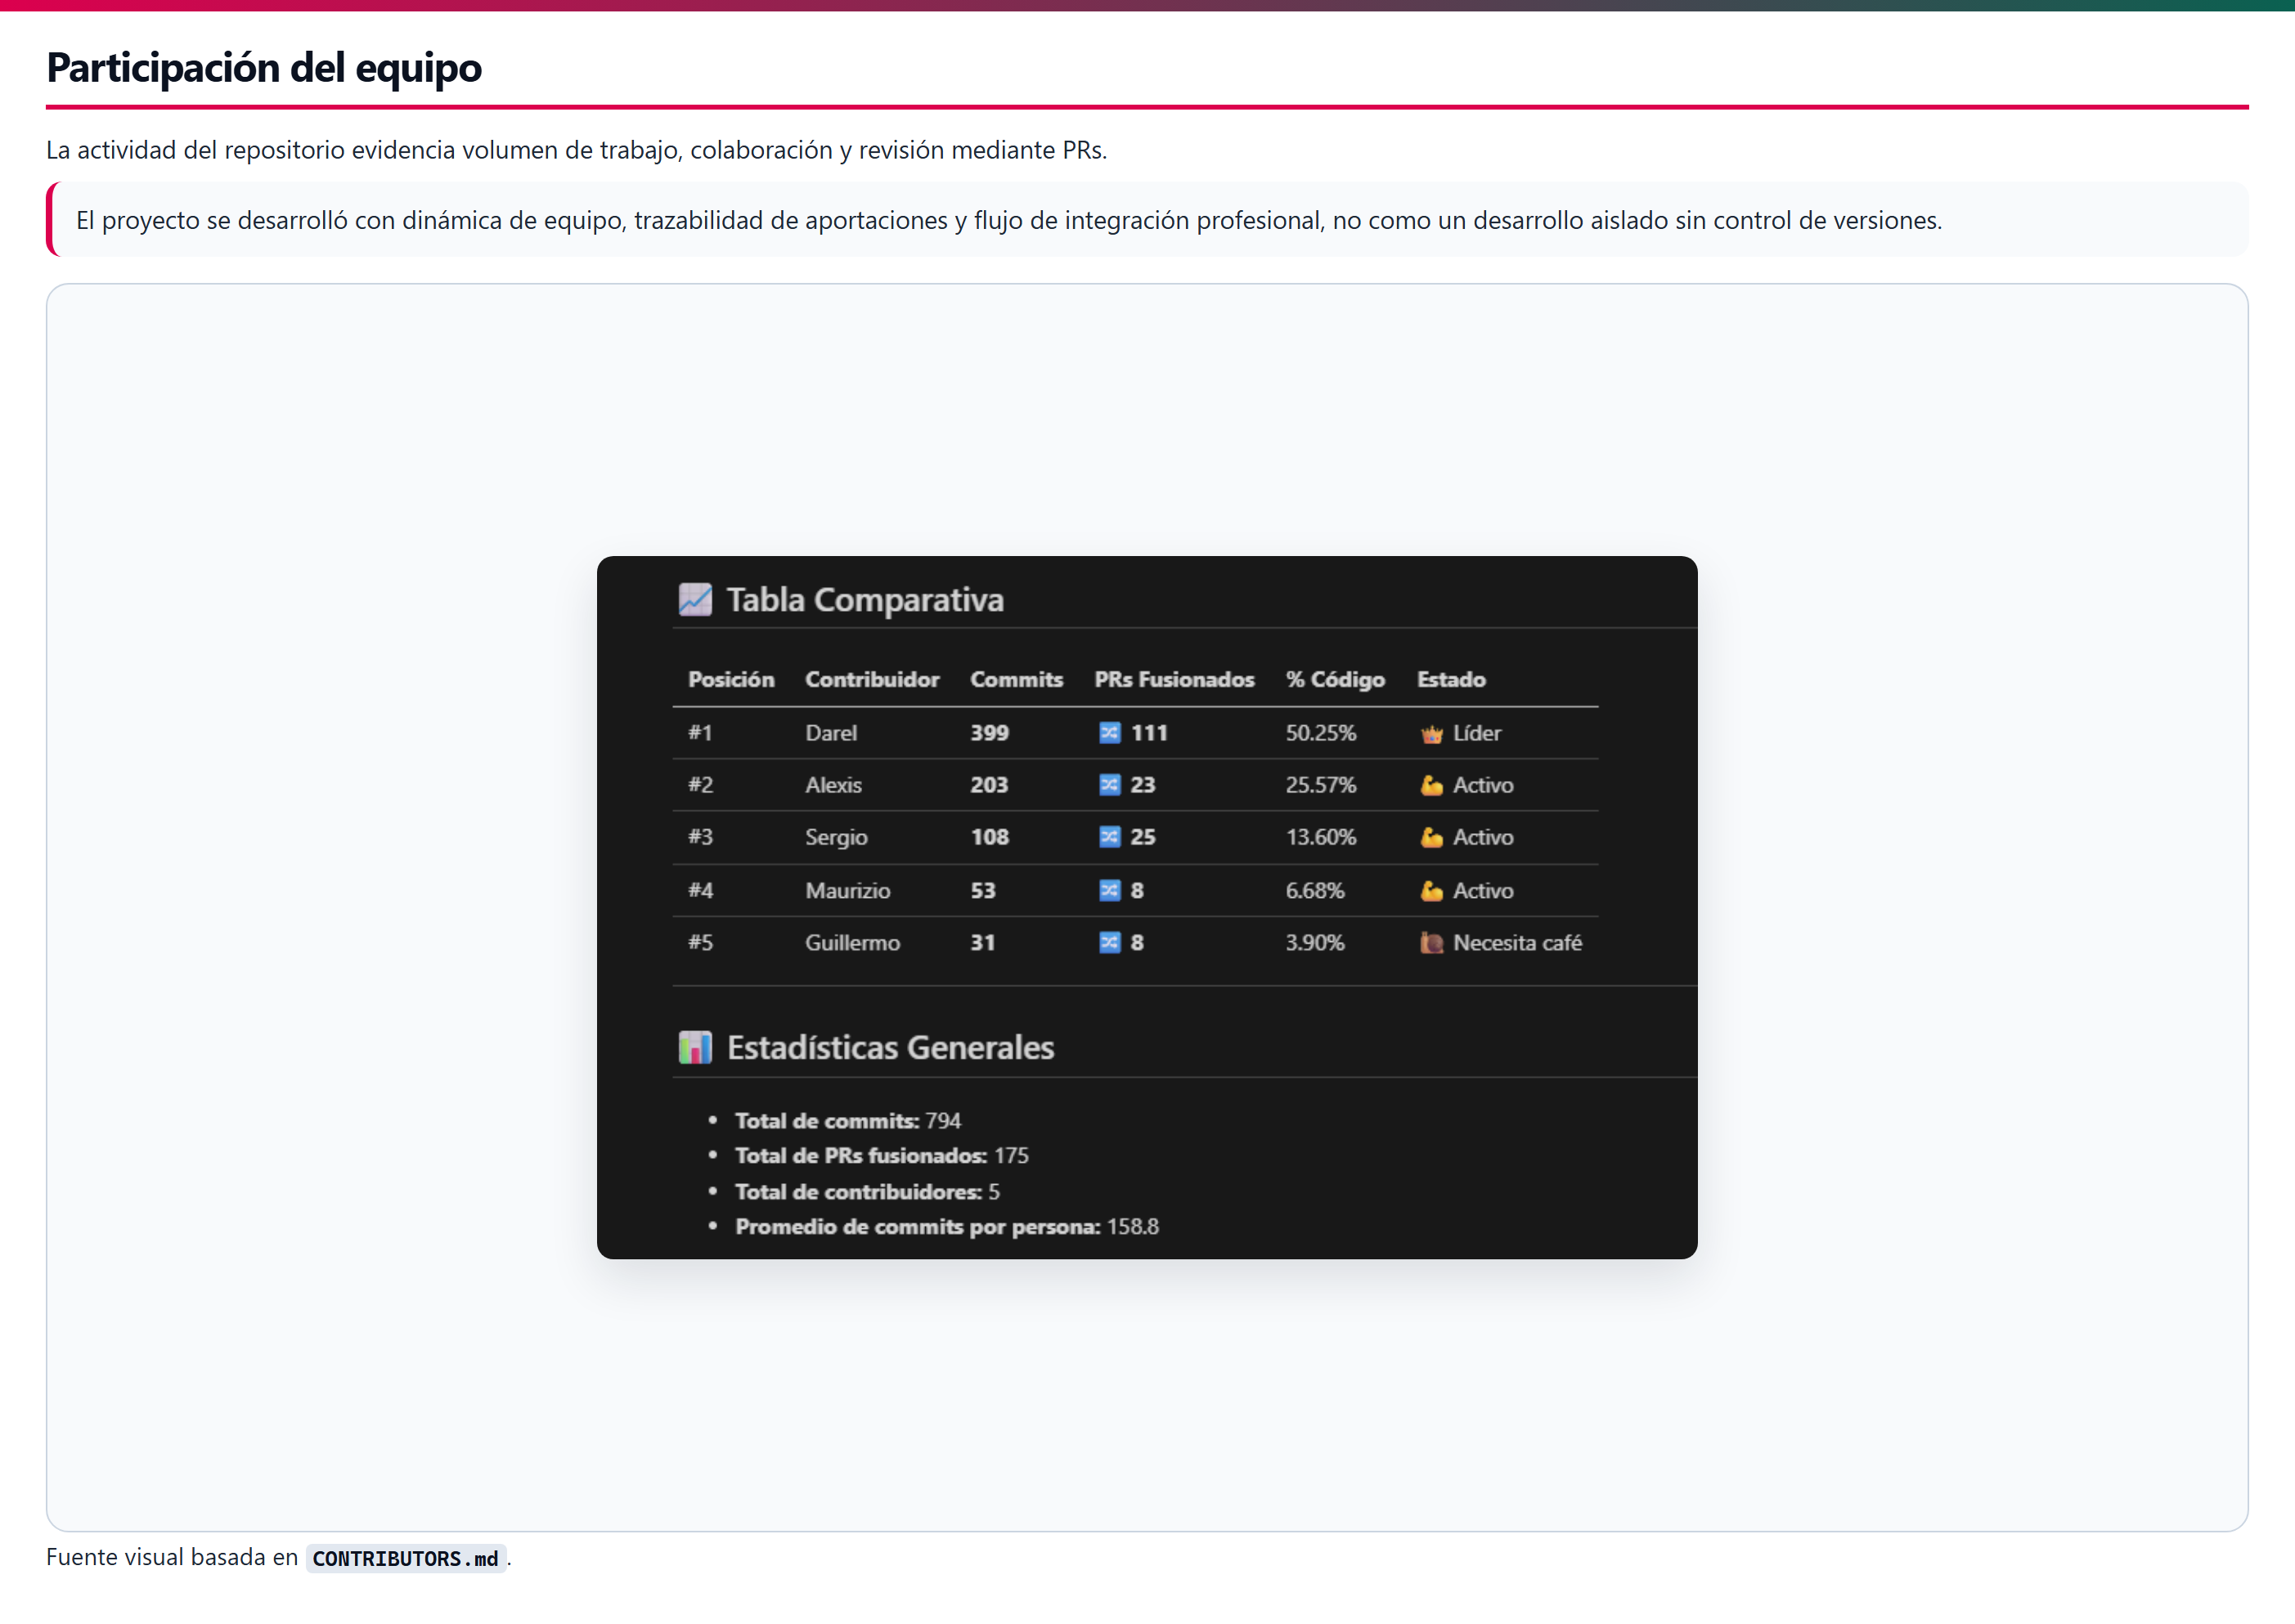 Participación del equipo
La actividad del repositorio evidencia volumen de trabajo, colaboración y revisión mediante PRs.
El proyecto se desarrolló con dinámica de equipo, trazabilidad de aportaciones y flujo de integración profesional, no como un desarrollo aislado sin control de versiones.
Tabla Comparativa
Posición Contribuidor Commits PRs Fusionados % Código Estado
#1 Darel 399 🔀 111 50.25% 👑 Líder
#2 Alexis 203 🔀 23 25.57% 💪 Activo
#3 Sergio 108 🔀 25 13.60% 💪 Activo
#4 Maurizio 53 🔀 8 6.68% 💪 Activo
#5 Guillermo 31 🔀 8 3.90% 🐌 Necesita café
Estadísticas Generales
• Total de commits: 794
• Total de PRs fusionados: 175
• Total de contribuidores: 5
• Promedio de commits por persona: 158.8
Fuente visual basada en CONTRIBUTORS.md.